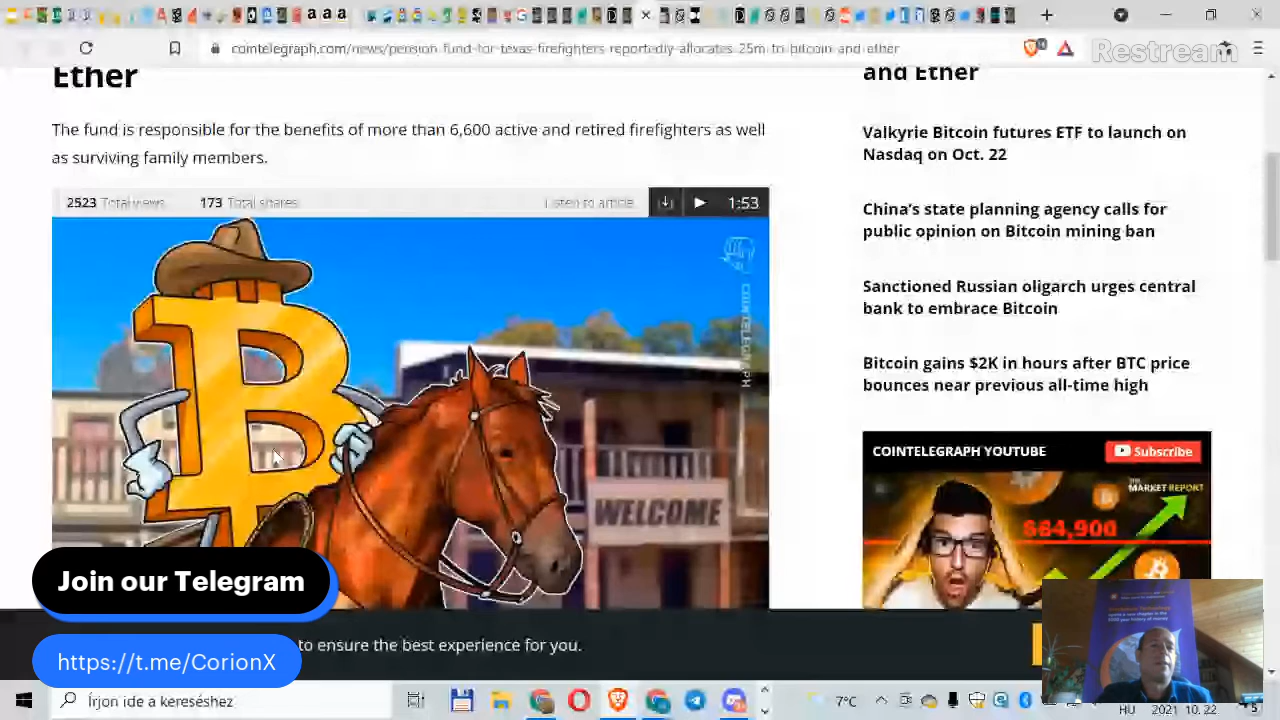 cointelegraph.com/news/pension-fund-for-texas-firefighters-reportedly-allocates-25m-to-bitcoin-and-ether
Restream
Ether
The fund is responsible for the benefits of more than 6,600 active and retired firefighters as well
as surviving family members.
2523 Total views 173 Total shares Listen to article 1:53
COINTELEGRAPH
WELCOME
and Ether
Valkyrie Bitcoin futures ETF to launch on
Nasdaq on Oct. 22
China's state planning agency calls for
public opinion on Bitcoin mining ban
Sanctioned Russian oligarch urges central
bank to embrace Bitcoin
Bitcoin gains $2K in hours after BTC price
bounces near previous all-time high
COINTELEGRAPH YOUTUBE Subscribe
MARKET REPORT
$64,900
Join our Telegram
https://t.me/CorionX
to ensure the best experience for you.
Írjon ide a kereséshez
7°C
HU 2021. 10. 22.